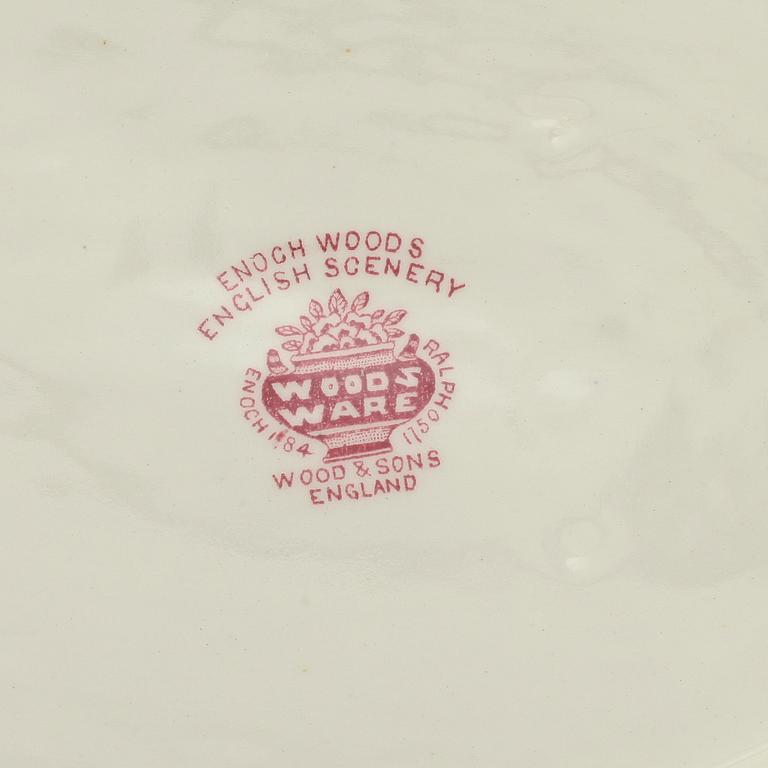 ENOCH WOODS
ENGLISH SCENERY
WOODS
WARE
ENOCH 1784
RALPH 1750
WOOD & SONS
ENGLAND